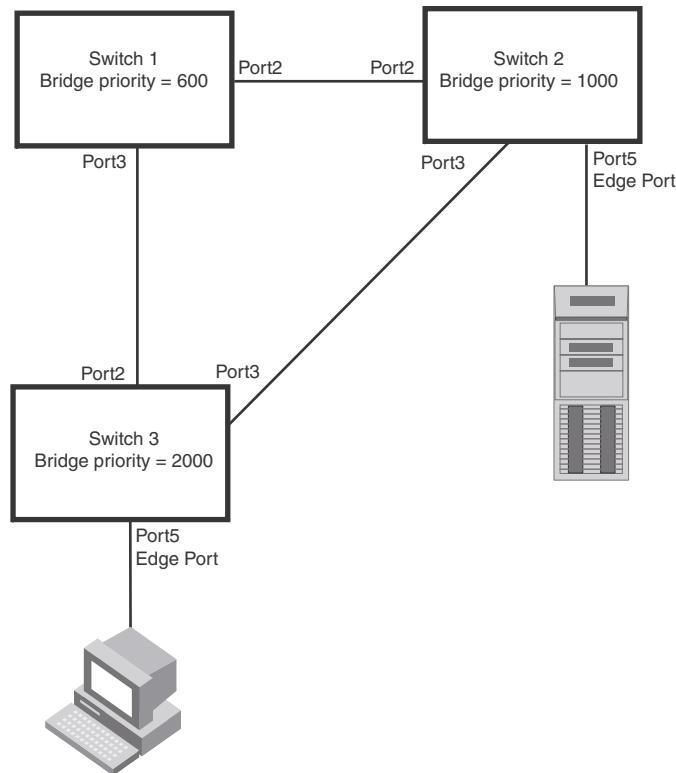 Switch 1
Bridge priority = 600
Port2
Port2
Switch 2
Bridge priority = 1000
Port3
Port3
Port5
Edge Port
Port2
Port3
Switch 3
Bridge priority = 2000
Port5
Edge Port